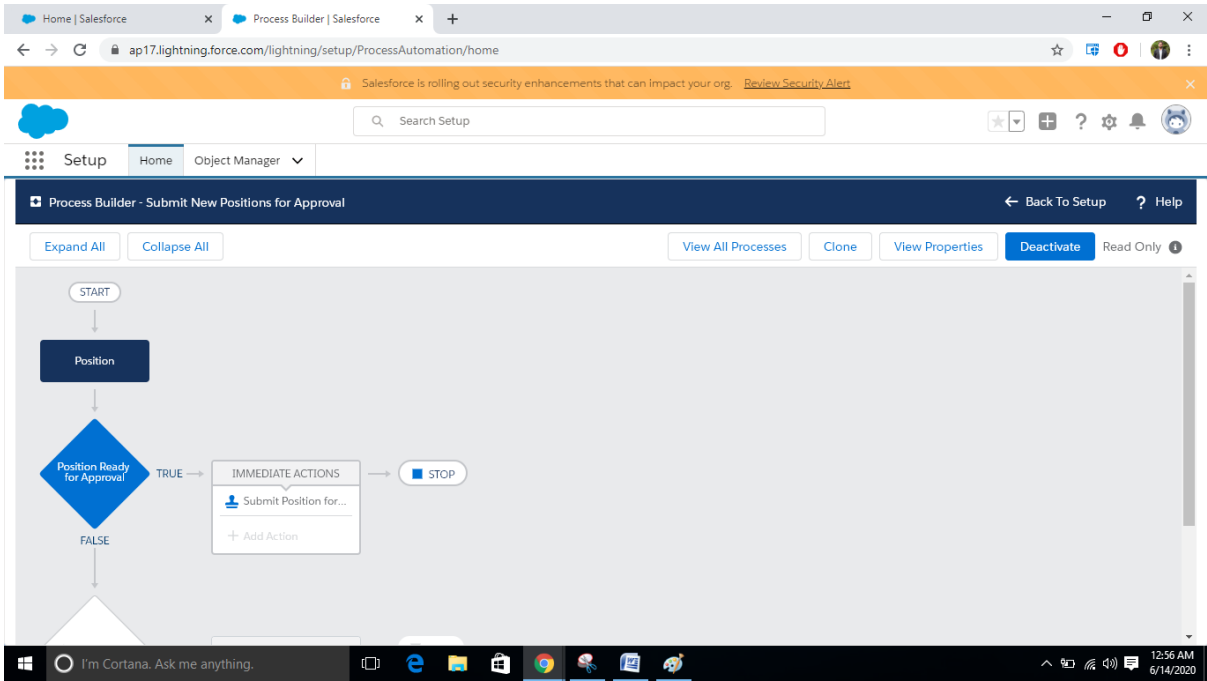 Home | Salesforce
Process Builder | Salesforce
ap17.lightning.force.com/lightning/setup/ProcessAutomation/home
Salesforce is rolling out security enhancements that can impact your org. Review Security Alert
Search Setup
Setup
Home
Object Manager
Process Builder - Submit New Positions for Approval
Back To Setup
? Help
Expand All
Collapse All
View All Processes
Clone
View Properties
Deactivate
Read Only
START
Position
Position Ready
for Approval
TRUE
IMMEDIATE ACTIONS
STOP
Submit Position for...
+ Add Action
FALSE
I'm Cortana. Ask me anything.
12:56 AM
6/14/2020